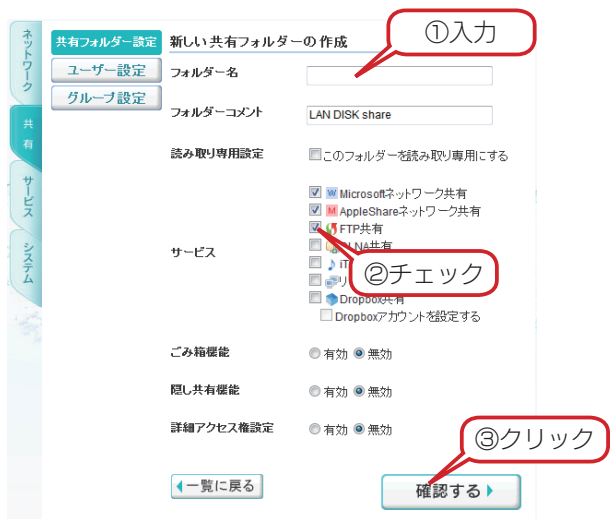 ネットワーク
共有
サービス
システム
共有フォルダー設定
ユーザー設定
グループ設定
新しい共有フォルダーの作成
①入力
フォルダー名
フォルダーコメント
LAN DISK share
読み取り専用設定
このフォルダーを読み取り専用にする
サービス
Microsoftネットワーク共有
AppleShareネットワーク共有
FTP共有
DLNA共有
②チェック
Dropbox共有
Dropboxアカウントを設定する
ごみ箱機能
有効 無効
隠し共有機能
有効 無効
詳細アクセス権設定
有効 無効
③クリック
一覧に戻る
確認する